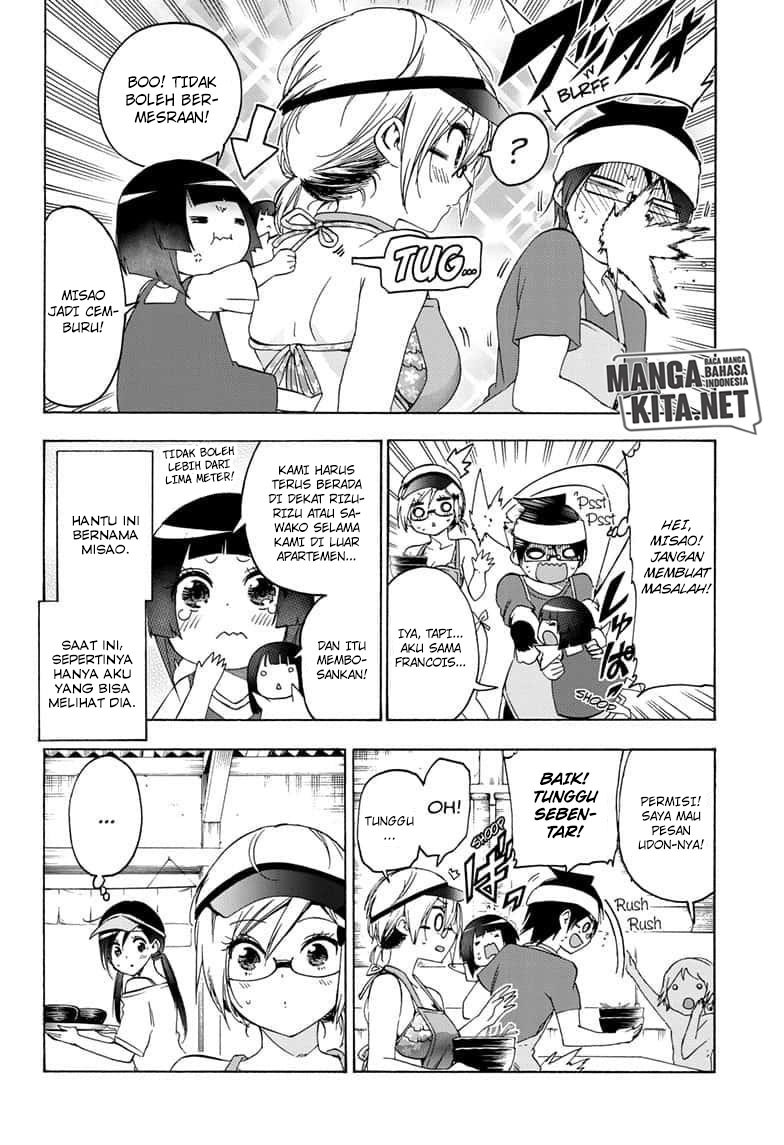 ブッフォ
BLRFF
BOO! TIDAK
BOLEH BER-
MESRAAN!
?
TUG...
MISAO
JADI CEM-
BURU!
MANGA
KITA.NET
BACA MANGA
BAHASA
INDONESIA
"Psst
Psst
HEI,
MISAO!
JANGAN
MEMBUAT
MASALAH!
IYA, TAPI...
AKU SAMA
FRANCOIS...
SHOOP
TIDAK BOLEH
LEBIH DARI
LIMA METER!
KAMI HARUS
TERUS BERADA
DI DEKAT RIZU-
RIZU ATAU SA-
WAKO SELAMA
KAMI DI LUAR
APARTEMEN...
DAN ITU
MEMBO-
SANKAN!
HANTU INI
BERNAMA
MISAO.
SAAT INI,
SEPERTINYA
HANYA AKU
YANG BISA
MELIHAT DIA.
PERMISI!
SAYA MAU
PESAN
UDON-NYA!
BAIK!
TUNGGU
SEBEN-
TAR!
Rush
Rush
SHOOP
OH!
TUNGGU
...
...